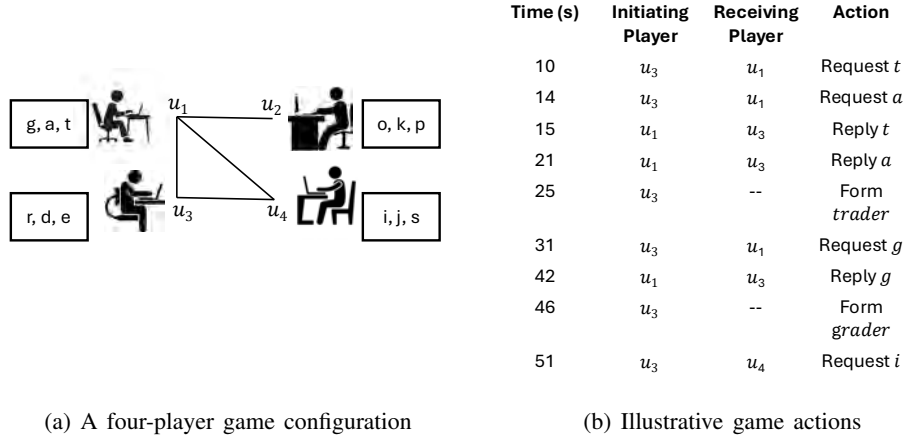 g, a, t
u₁
u₂
o, k, p
r, d, e
u₃
u₄
i, j, s
(a) A four-player game configuration
Time (s) Initiating Player Receiving Player Action
10 u₃ u₁ Request t
14 u₃ u₁ Request a
15 u₁ u₃ Reply t
21 u₁ u₃ Reply a
25 u₃ -- Form trader
31 u₃ u₁ Request g
42 u₁ u₃ Reply g
46 u₃ -- Form grader
51 u₃ u₄ Request i
(b) Illustrative game actions